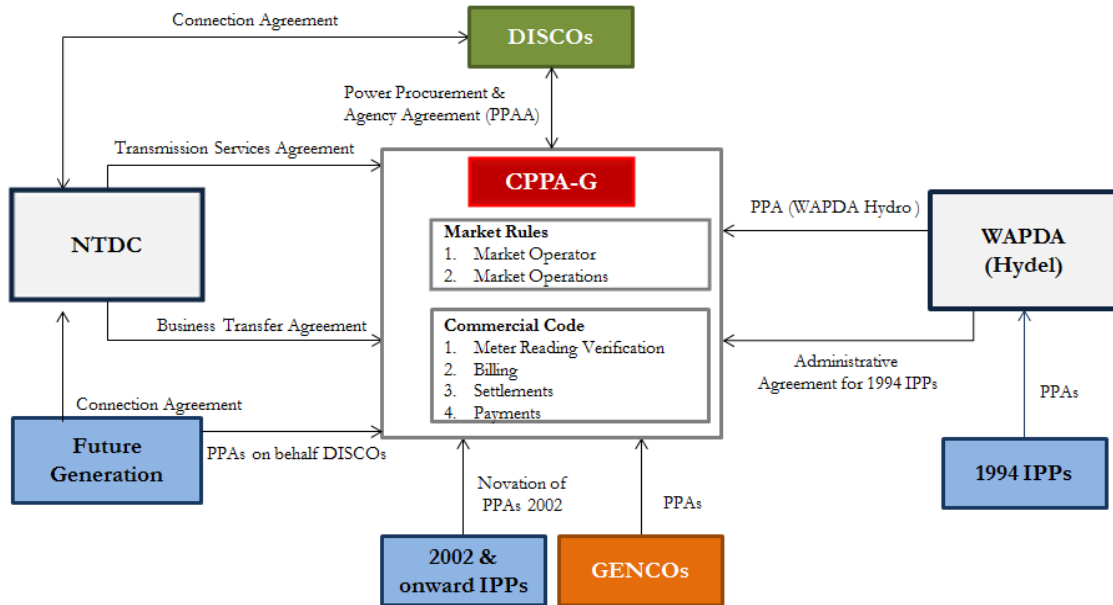 Connection Agreement
DISCOs
Power Procurement &
Agency Agreement (PPAA)
Transmission Services Agreement
CPPA-G
NTDC
Market Rules
1. Market Operator
2. Market Operations
PPA (WAPDA Hydro )
WAPDA
(Hydel)
Business Transfer Agreement
Commercial Code
1. Meter Reading Verification
2. Billing
3. Settlements
4. Payments
Administrative
Agreement for 1994 IPPs
PPAs
Connection Agreement
Future
Generation
PPAs on behalf DISCOs
1994 IPPs
Novation of
PPAs 2002
PPAs
2002 &
onward IPPs
GENCOs